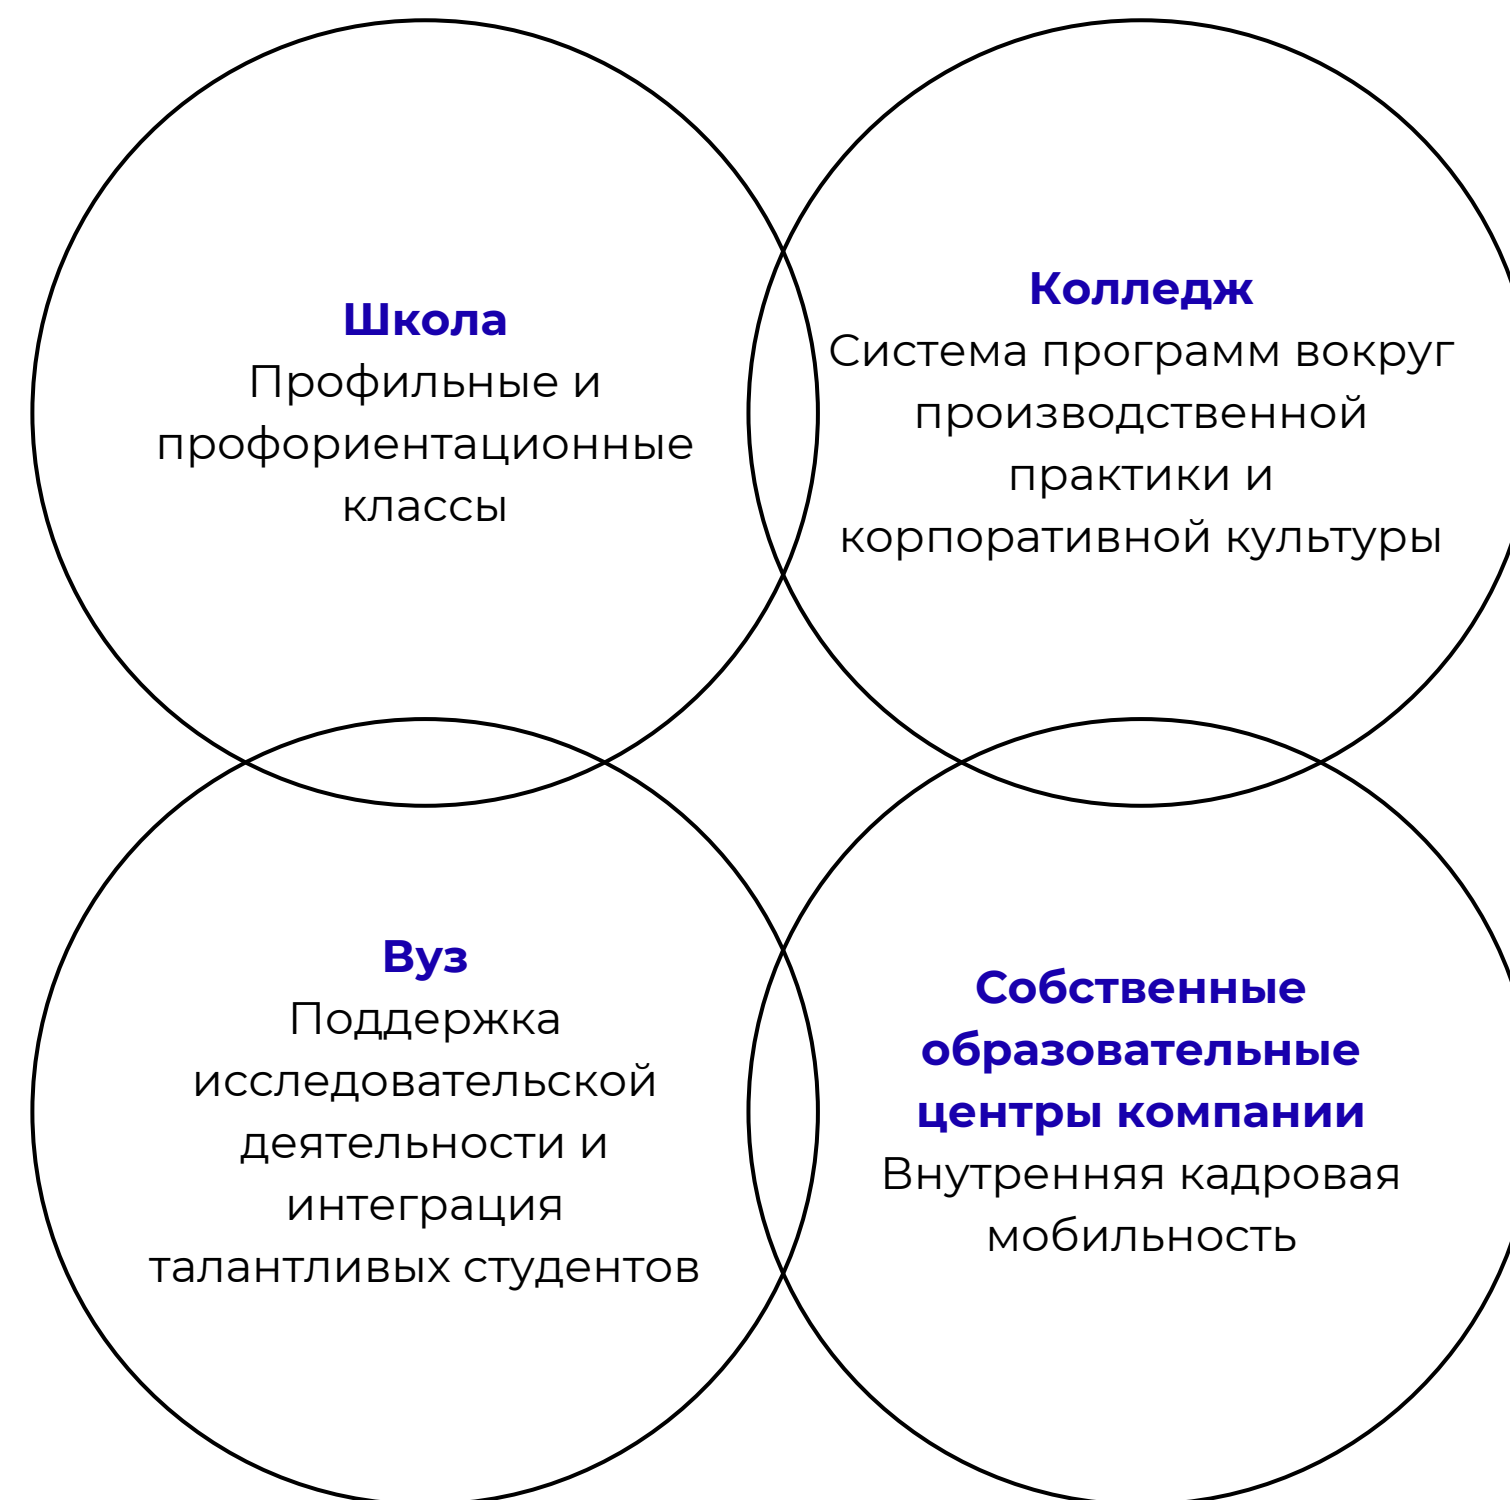 Школа
Профильные и
профориентационные
классы
Колледж
Система программ вокруг
производственной
практики и
корпоративной культуры
Вуз
Поддержка
исследовательской
деятельности и
интеграция
талантливых студентов
Собственные
образовательные
центры компании
Внутренняя кадровая
мобильность